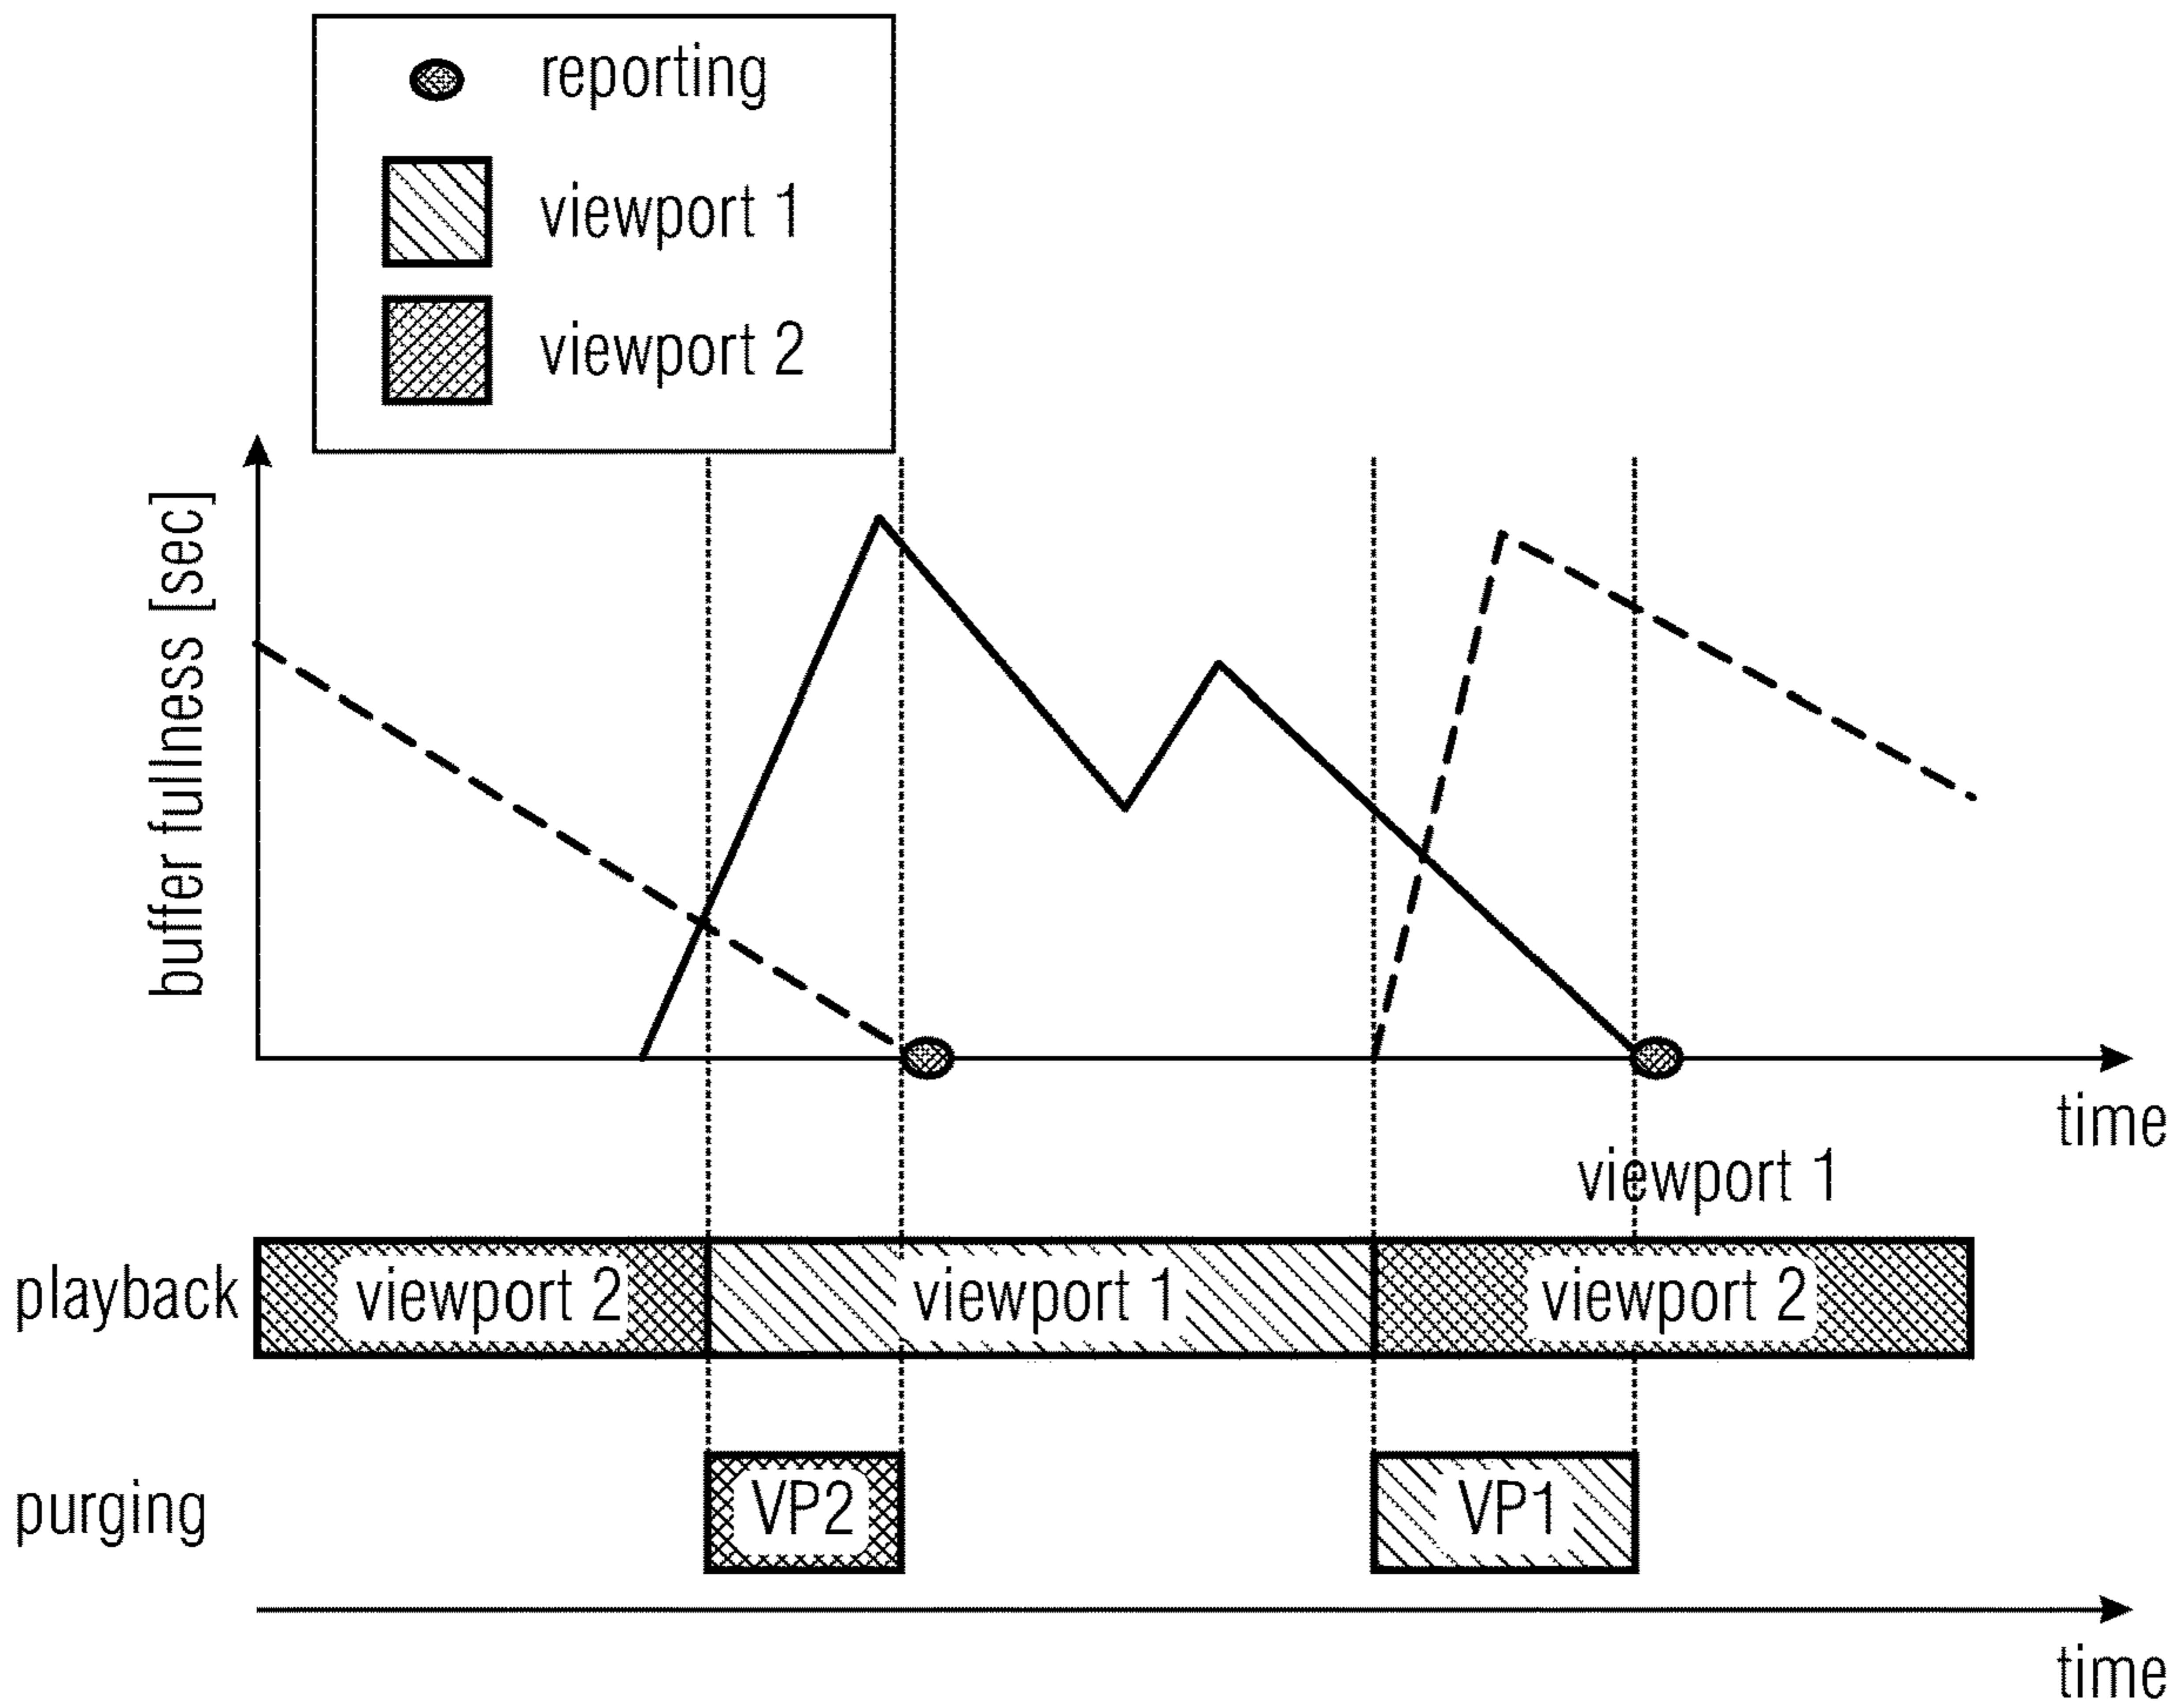 reporting
viewport 1
viewport 2
buffer fullness [sec]
time
viewport 1
playback viewport 2 viewport 1 viewport 2
purging VP2 VP1
time